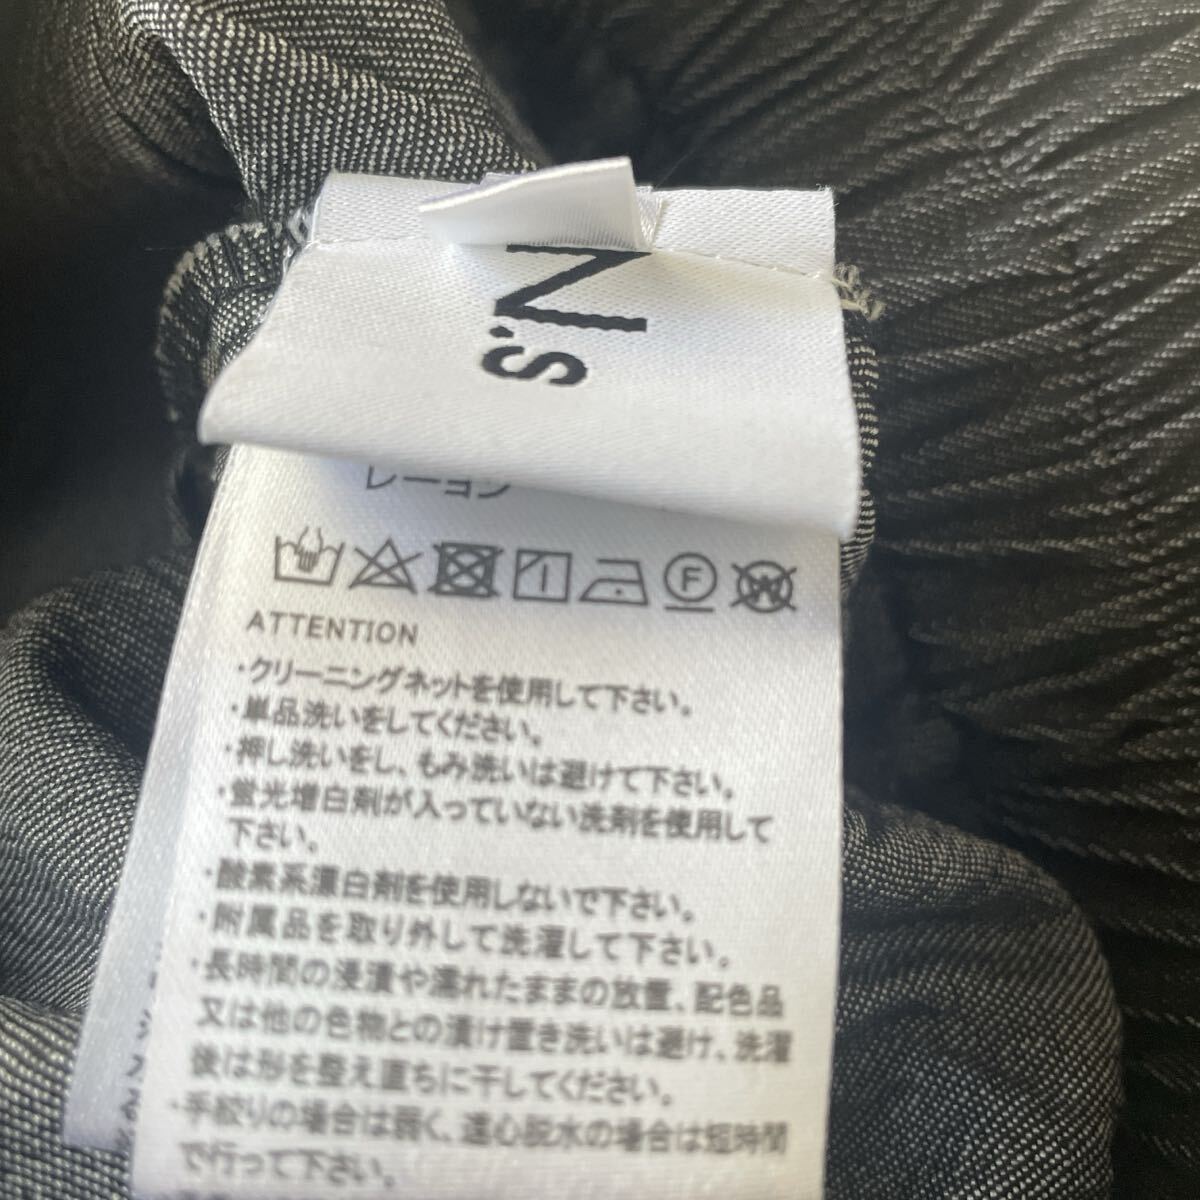 s'N
レーヨン
F W
ATTENTION
・クリーニングネットを使用して下さい。
・単品洗いをしてください。
・押し洗いをし、もみ洗いは避けて下さい。
・蛍光増白剤が入っていない洗剤を使用して
下さい。
・酸素系漂白剤を使用しないで下さい。
・附属品を取り外して洗濯して下さい。
・長時間の浸漬や濡れたままの放置、配色品
又は他の色物との漬け置き洗いは避け、洗濯
後は形を整え直ちに干してください。
・手絞りの場合は弱く、遠心脱水の場合は短時間
で行って下さい。